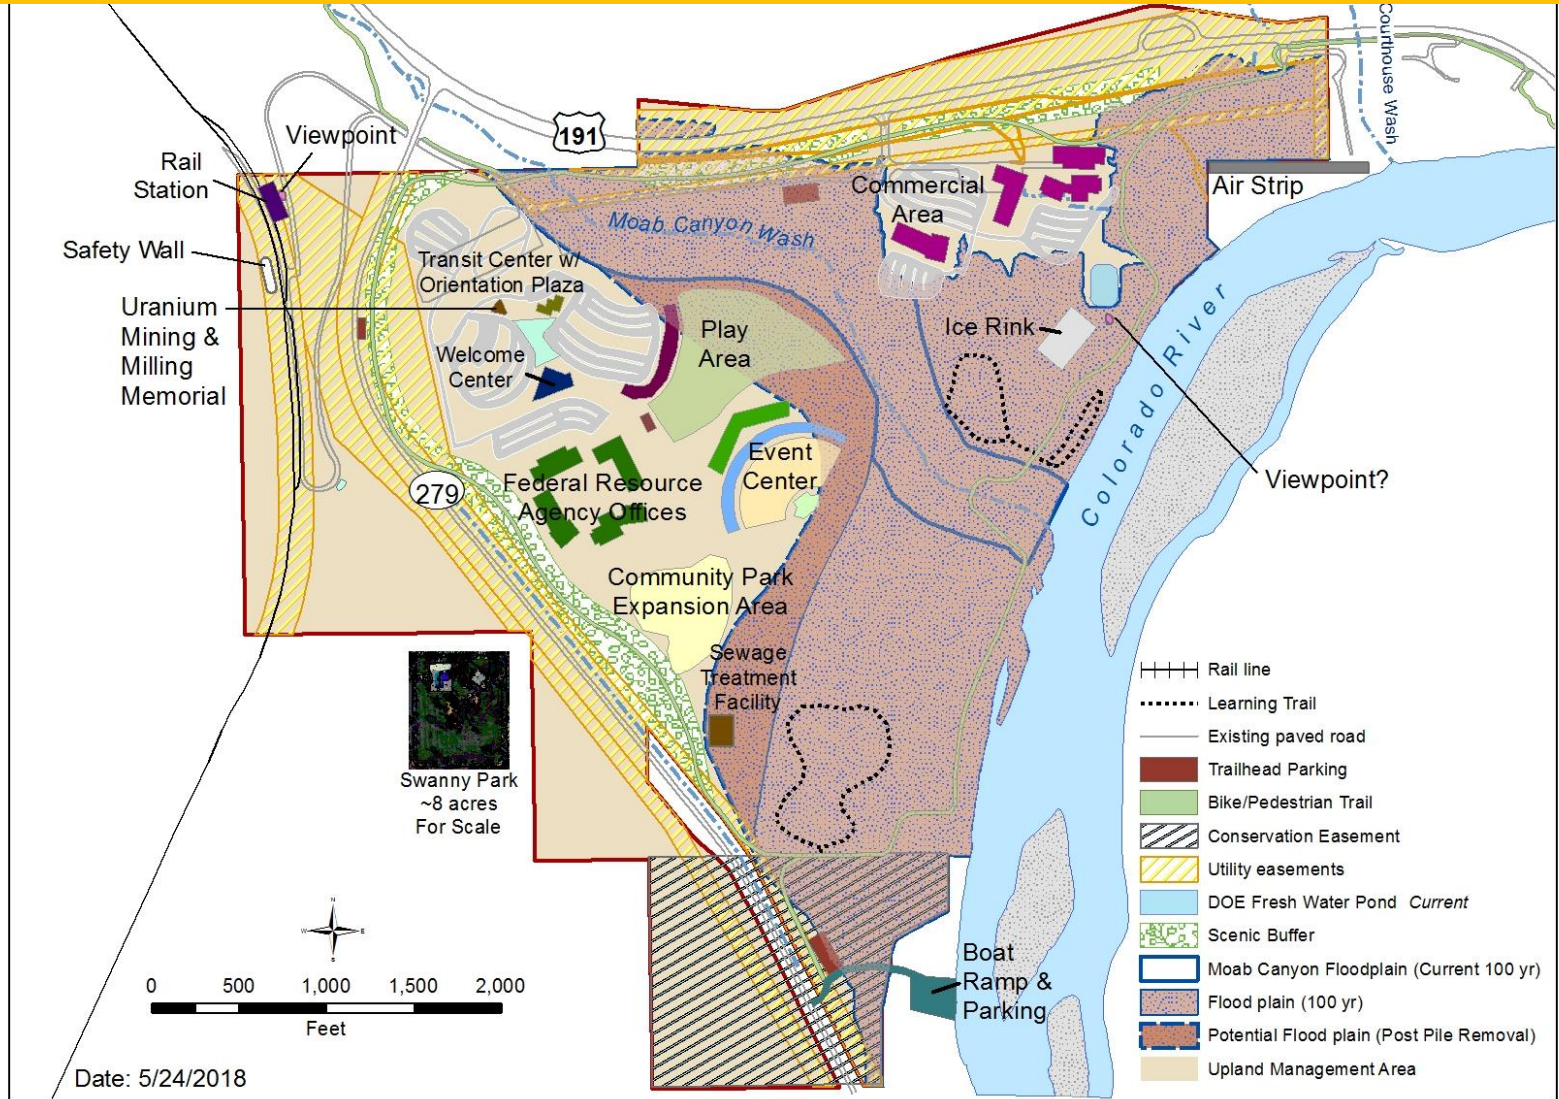 Courthouse Wash
191
Viewpoint
Rail
Station
Safety Wall
Uranium
Mining &
Milling
Memorial
Transit Center w/
Orientation Plaza
Welcome
Center
Moab Canyon Wash
Commercial
Area
Air Strip
Play
Area
Ice Rink
Colorado River
Viewpoint?
Event
Center
279
Federal Resource
Agency Offices
Community Park
Expansion Area
Sewage
Treatment
Facility
Swanny Park
~8 acres
For Scale
N
W
E
S
0 500 1,000 1,500 2,000
Feet
Date: 5/24/2018
Boat
Ramp &
Parking
Rail line
Learning Trail
Existing paved road
Trailhead Parking
Bike/Pedestrian Trail
Conservation Easement
Utility easements
DOE Fresh Water Pond Current
Scenic Buffer
Moab Canyon Floodplain (Current 100 yr)
Flood plain (100 yr)
Potential Flood plain (Post Pile Removal)
Upland Management Area